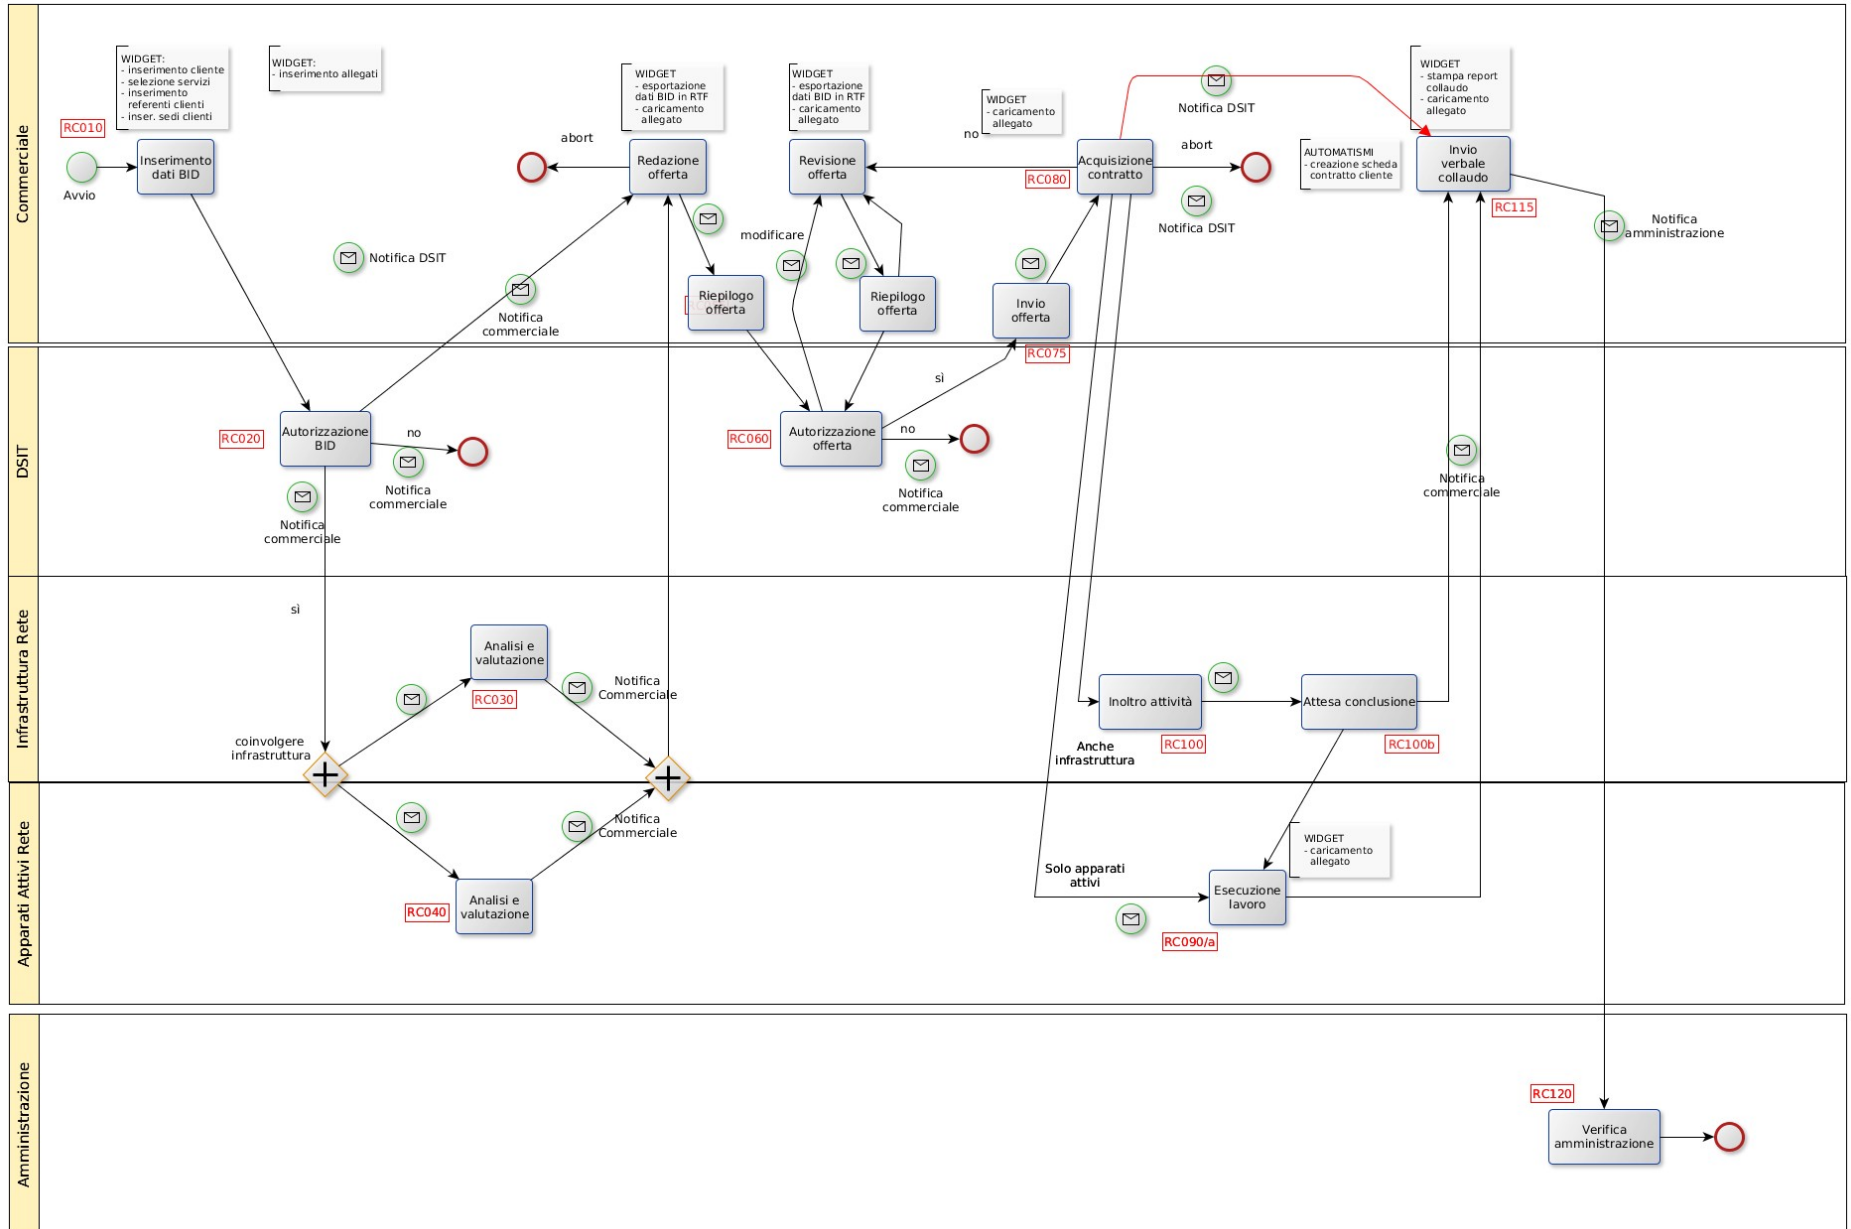 Commerciale
WIDGET:
- inserimento cliente
- selezione servizi
- inserimento
referenti clienti
- inser. sedi clienti
WIDGET:
- inserimento allegati
WIDGET
- esportazione
dati BID in RTF
- caricamento
allegato
WIDGET
- esportazione
dati BID in RTF
- caricamento
allegato
WIDGET
- caricamento
allegato
Notifica DSIT
WIDGET
- stampa report
collaudo
- caricamento
allegato
RC010
Avvio
Inserimento
dati BID
abort
Redazione
offerta
Revisione
offerta
no
Acquisizione
contratto
RC080
abort
Notifica DSIT
AUTOMATISMI
- creazione scheda
contratto cliente
Invio
verbale
collaudo
RC115
Notifica
amministrazione
Notifica DSIT
Notifica
commerciale
modificare
Riepilogo
offerta
Riepilogo
offerta
Invio
offerta
RC075
DSIT
RC020
Autorizzazione
BID
no
Notifica
commerciale
Notifica
commerciale
RC060
Autorizzazione
offerta
sì
no
Notifica
commerciale
Notifica
commerciale
Infrastruttura Rete
sì
Analisi e
valutazione
RC030
Notifica
Commerciale
coinvolgere
infrastruttura
Inoltro attività
RC100
Anche
infrastruttura
Attesa conclusione
RC100b
Apparati Attivi Rete
Notifica
Commerciale
Analisi e
valutazione
RC040
Solo apparati
attivi
WIDGET
- caricamento
allegato
Esecuzione
lavoro
RC090/a
Amministrazione
RC120
Verifica
amministrazione